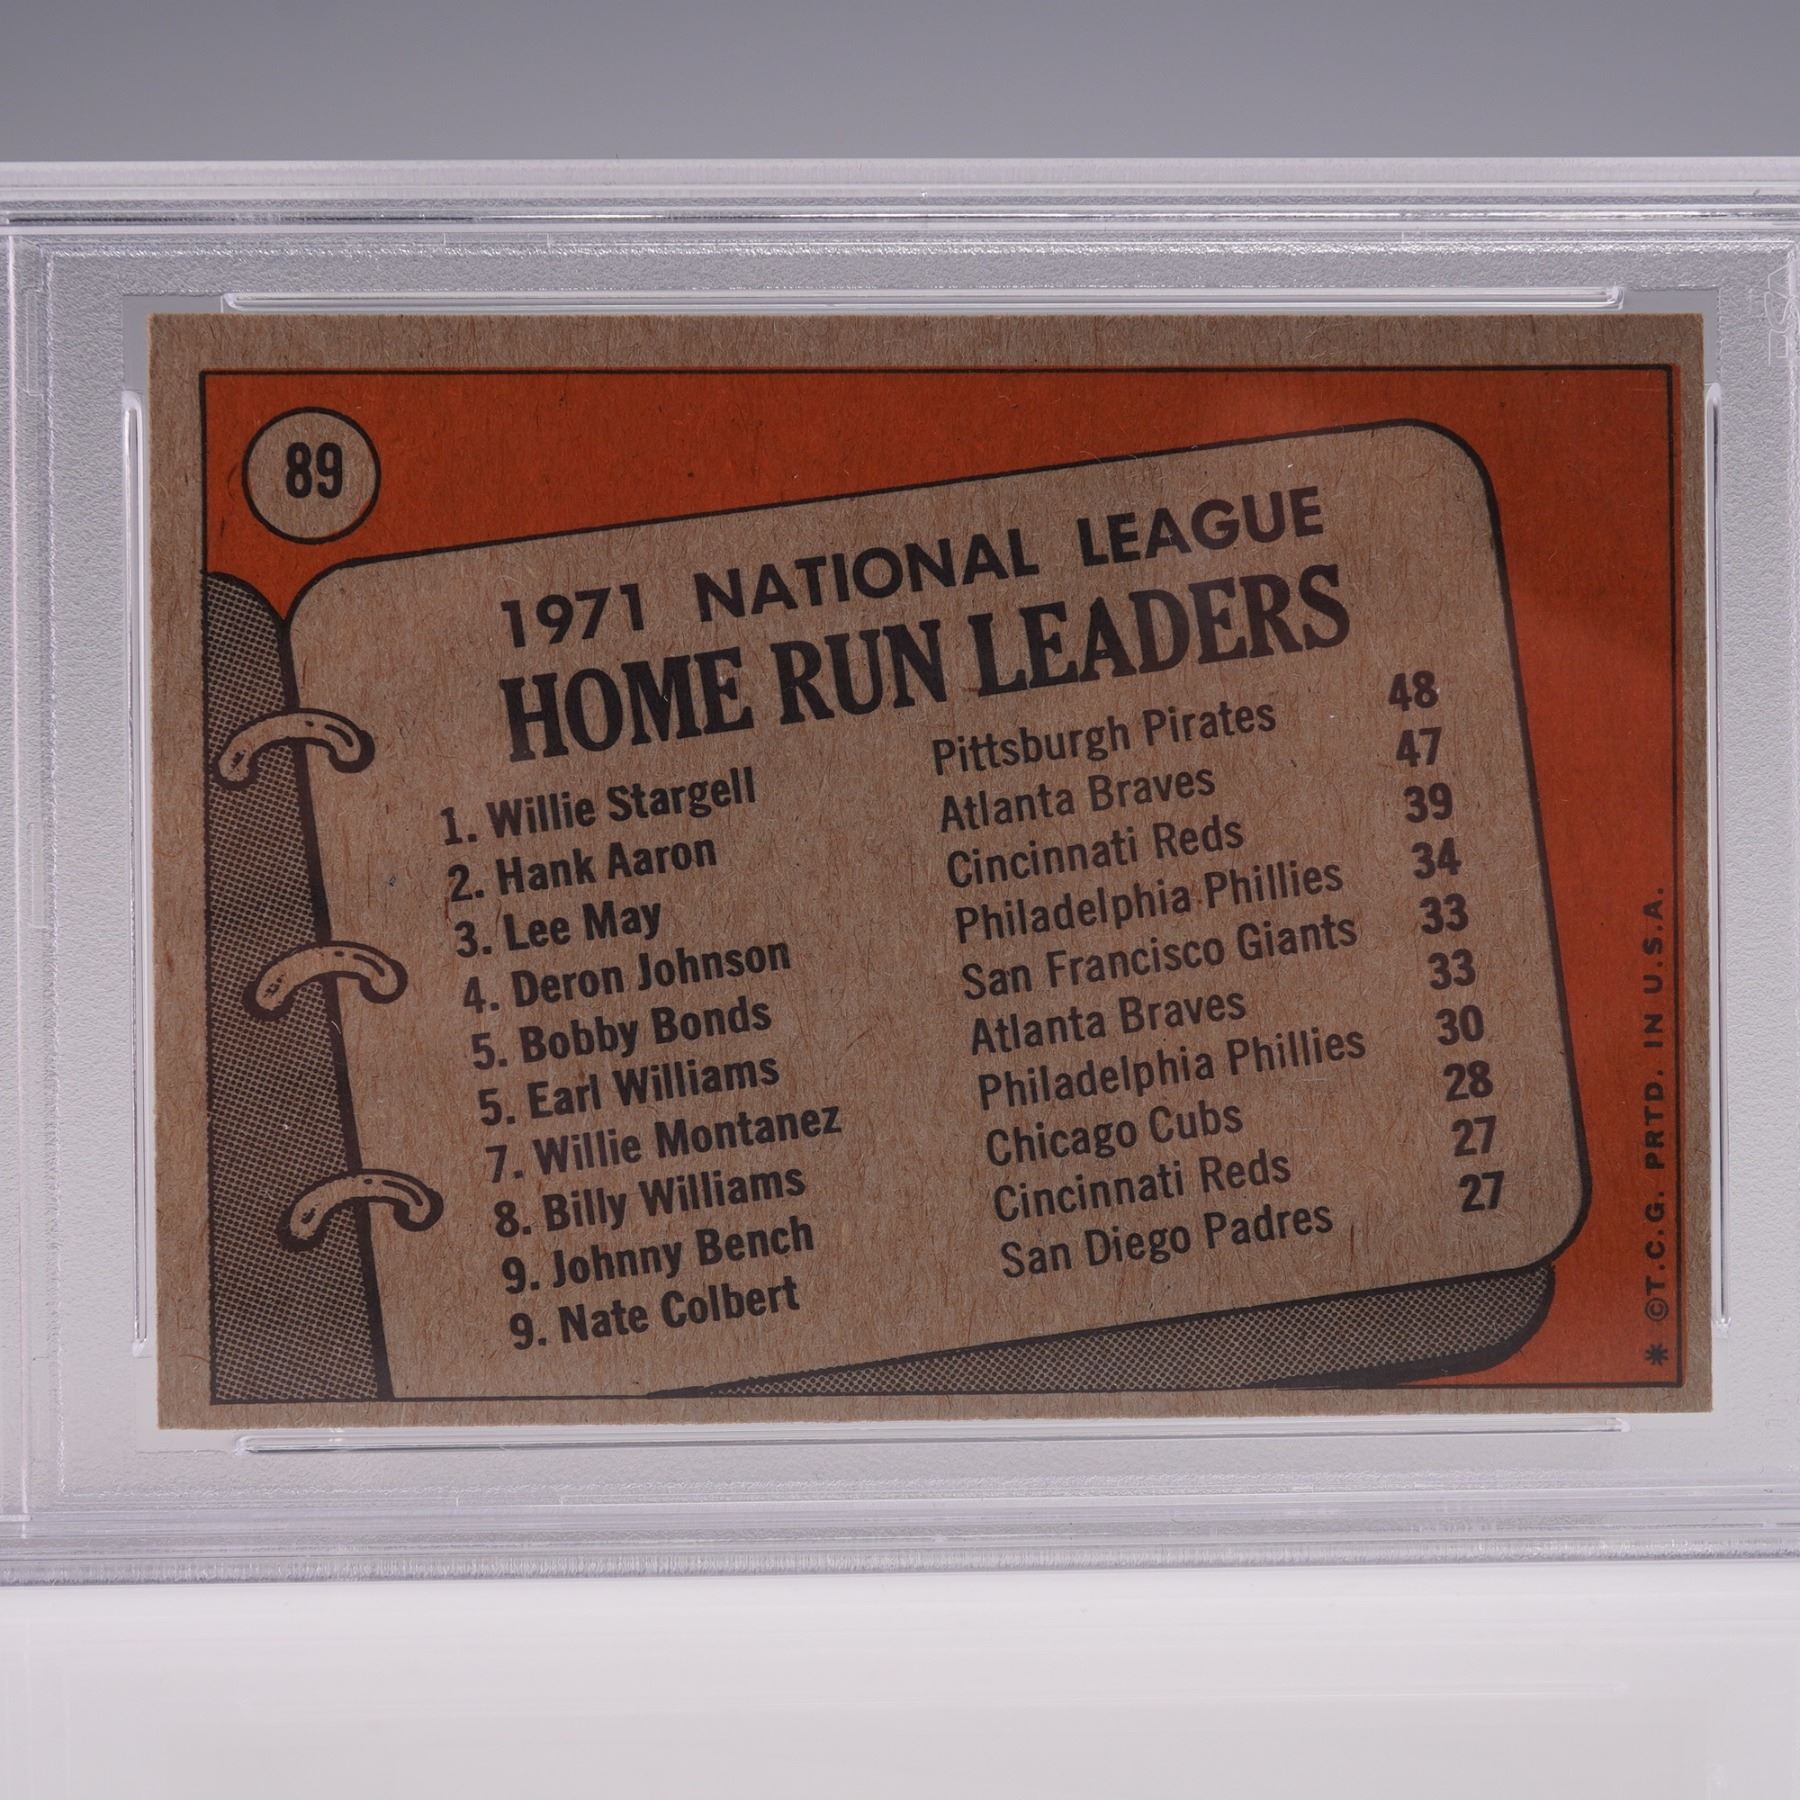 89
1971 NATIONAL LEAGUE
HOME RUN LEADERS
1. Willie Stargell Pittsburgh Pirates 48
2. Hank Aaron Atlanta Braves 47
3. Lee May Cincinnati Reds 39
4. Deron Johnson Philadelphia Phillies 34
5. Bobby Bonds San Francisco Giants 33
5. Earl Williams Atlanta Braves 33
7. Willie Montanez Philadelphia Phillies 30
8. Billy Williams Chicago Cubs 28
9. Johnny Bench Cincinnati Reds 27
9. Nate Colbert San Diego Padres 27
* ©T.C.G. PRTD. IN U.S.A.